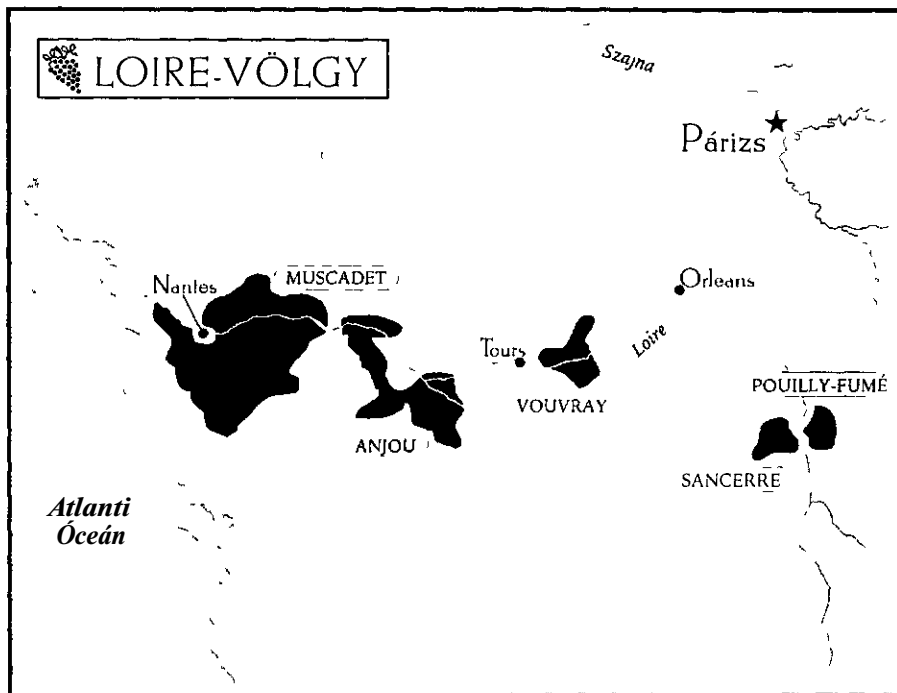 LOIRE-VÖLGY
Szajna
Párizs
MUSCADET
Nantes
Orleans
Loire
Tours
POUILLY-FUMÉ
VOUVRAY
ANJOU
SANCERRE
Atlanti
Óceán